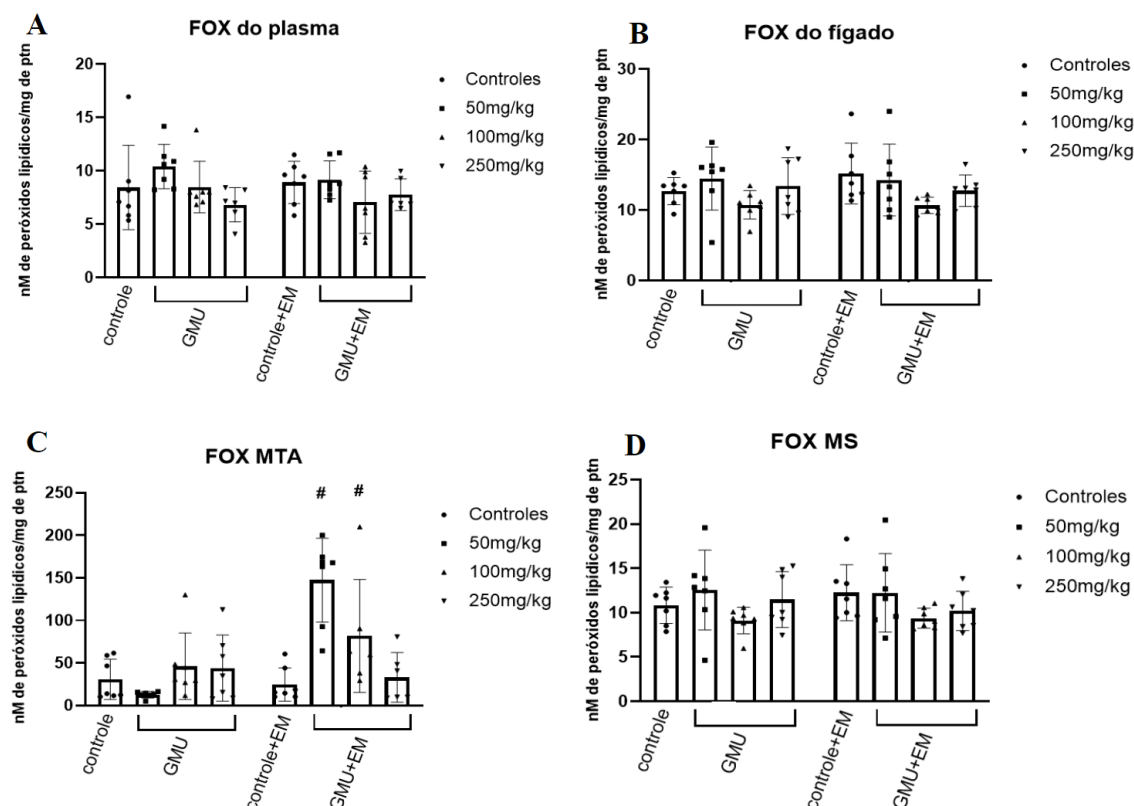 A
FOX do plasma
nM de peróxidos lipídicos/mg de ptn
20
15
10
5
0
controle
GMU
controle+EM
GMU+EM
Controles
50mg/kg
100mg/kg
250mg/kg
B
FOX do fígado
nM de peróxidos lipídicos/mg de ptn
30
20
10
0
controle
GMU
controle+EM
GMU+EM
Controles
50mg/kg
100mg/kg
250mg/kg
C
FOX MTA
nM de peróxidos lipídicos/mg de ptn
250
200
150
100
50
0
# #
controle
GMU
controle+EM
GMU+EM
Controles
50mg/kg
100mg/kg
250mg/kg
D
FOX MS
nM de peróxidos lipídicos/mg de ptn
25
20
15
10
5
0
controle
GMU
controle+EM
GMU+EM
Controles
50mg/kg
100mg/kg
250mg/kg